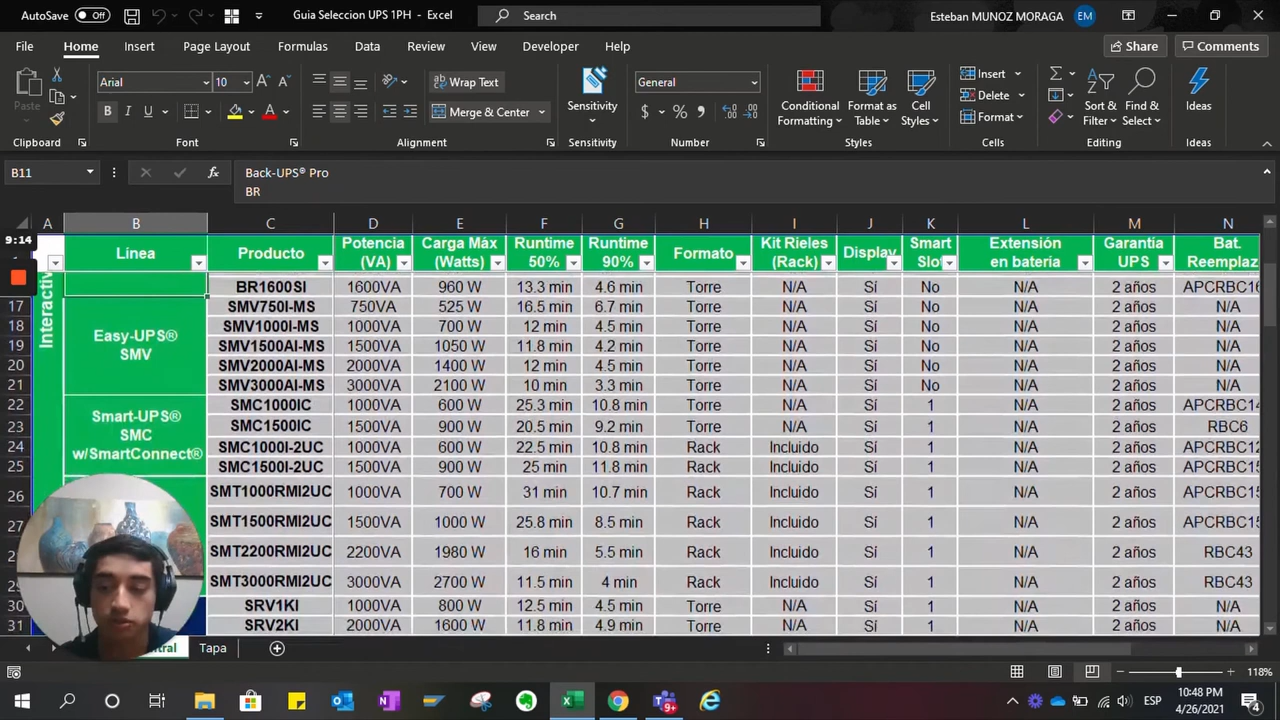 AutoSave Off
Guia Seleccion UPS 1PH - Excel
Search
Esteban MUNOZ MORAGA EM
File Home Insert Page Layout Formulas Data Review View Developer Help Share Comments
Paste
Clipboard
Arial 10
B I U
Font
Wrap Text
Merge & Center
Alignment
Sensitivity
Sensitivity
General
$ % ,
Number
Conditional Formatting
Format as Table
Cell Styles
Styles
Insert
Delete
Format
Cells
Sort & Filter
Find & Select
Editing
Ideas
Ideas
B11 fx Back-UPS® Pro
BR
A B C D E F G H I J K L M N
9:14
Línea
Producto
Potencia (VA)
Carga Máx (Watts)
Runtime 50%
Runtime 90%
Formato
Kit Rieles (Rack)
Display
Smart Slot
Extensión en batería
Garantía UPS
Bat. Reemplaz
Interactiv
BR1600SI 1600VA 960 W 13.3 min 4.6 min Torre N/A Sí No N/A 2 años APCRBC16
17 SMV750I-MS 750VA 525 W 16.5 min 6.7 min Torre N/A Sí No N/A 2 años N/A
18 SMV1000I-MS 1000VA 700 W 12 min 4.5 min Torre N/A Sí No N/A 2 años N/A
Easy-UPS®
SMV
19 SMV1500AI-MS 1500VA 1050 W 11.8 min 4.2 min Torre N/A Sí No N/A 2 años N/A
20 SMV2000AI-MS 2000VA 1400 W 12 min 4.5 min Torre N/A Sí No N/A 2 años N/A
21 SMV3000AI-MS 3000VA 2100 W 10 min 3.3 min Torre N/A Sí No N/A 2 años N/A
22 SMC1000IC 1000VA 600 W 25.3 min 10.8 min Torre N/A Sí 1 N/A 2 años APCRBC14
Smart-UPS®
SMC
w/SmartConnect®
23 SMC1500IC 1500VA 900 W 20.5 min 9.2 min Torre N/A Sí 1 N/A 2 años RBC6
24 SMC1000I-2UC 1000VA 600 W 22.5 min 10.8 min Rack Incluido Sí 1 N/A 2 años APCRBC12
25 SMC1500I-2UC 1500VA 900 W 25 min 11.8 min Rack Incluido Sí 1 N/A 2 años APCRBC15
26 SMT1000RMI2UC 1000VA 700 W 31 min 10.7 min Rack Incluido Sí 1 N/A 2 años APCRBC15
27 SMT1500RMI2UC 1500VA 1000 W 25.8 min 8.5 min Rack Incluido Sí 1 N/A 2 años APCRBC15
SMT2200RMI2UC 2200VA 1980 W 16 min 5.5 min Rack Incluido Sí 1 N/A 2 años RBC43
SMT3000RMI2UC 3000VA 2700 W 11.5 min 4 min Rack Incluido Sí 1 N/A 2 años RBC43
30 SRV1KI 1000VA 800 W 12.5 min 4.5 min Torre N/A Sí 1 N/A 2 años N/A
31 SRV2KI 2000VA 1600 W 11.8 min 4.9 min Torre N/A Sí 1 N/A 2 años N/A
tral Tapa
118%
9+
ESP
10:48 PM
4/26/2021
4